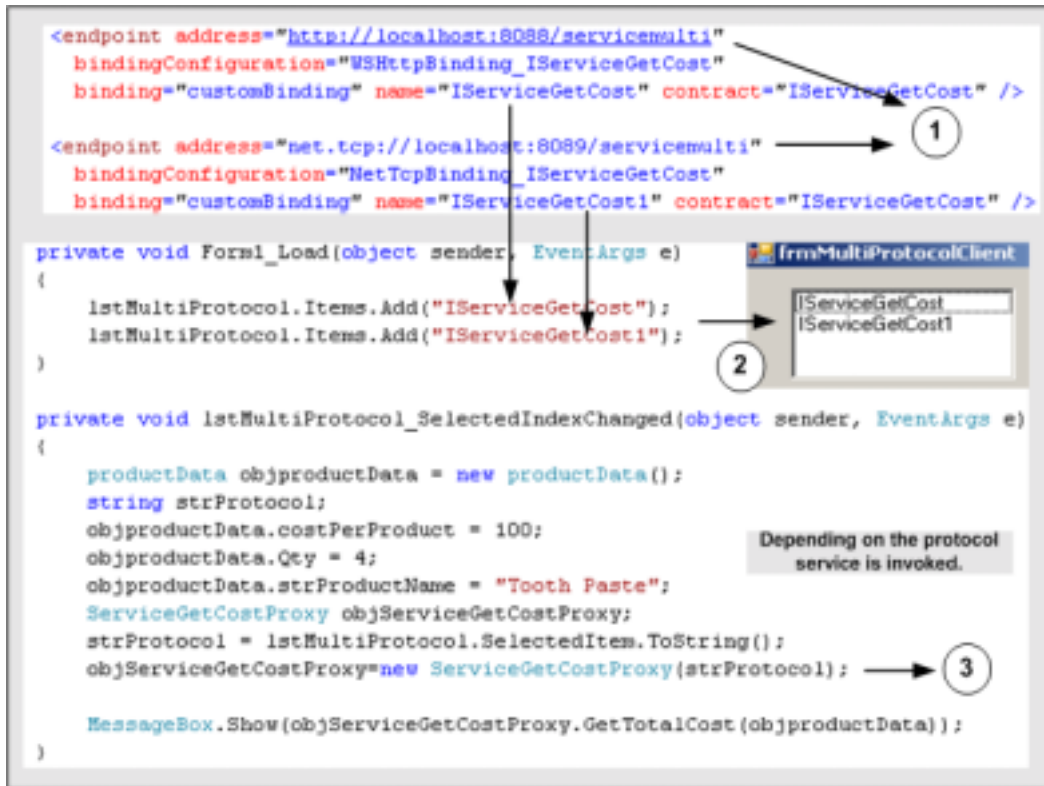 <endpoint address="http://localhost:8088/servicemulti"
bindingConfiguration="WSHttpBinding_IServiceGetCost"
binding="customBinding" name="IServiceGetCost" contract="IServiceGetCost" />
1
<endpoint address="net.tcp://localhost:8089/servicemulti"
bindingConfiguration="NetTcpBinding_IServiceGetCost"
binding="customBinding" name="IServiceGetCost1" contract="IServiceGetCost" />
private void Form1_Load(object sender, EventArgs e)
{
lstMultiProtocol.Items.Add("IServiceGetCost");
lstMultiProtocol.Items.Add("IServiceGetCost1");
}
frmMultiProtocolClient
IServiceGetCost
IServiceGetCost1
2
private void lstMultiProtocol_SelectedIndexChanged(object sender, EventArgs e)
{
productData objproductData = new productData();
string strProtocol;
objproductData.costPerProduct = 100;
objproductData.Qty = 4;
objproductData.strProductName = "Tooth Paste";
ServiceGetCostProxy objServiceGetCostProxy;
strProtocol = lstMultiProtocol.SelectedItem.ToString();
objServiceGetCostProxy=new ServiceGetCostProxy(strProtocol);
Depending on the protocol
service is invoked.
3
MessageBox.Show(objServiceGetCostProxy.GetTotalCost(objproductData));
}